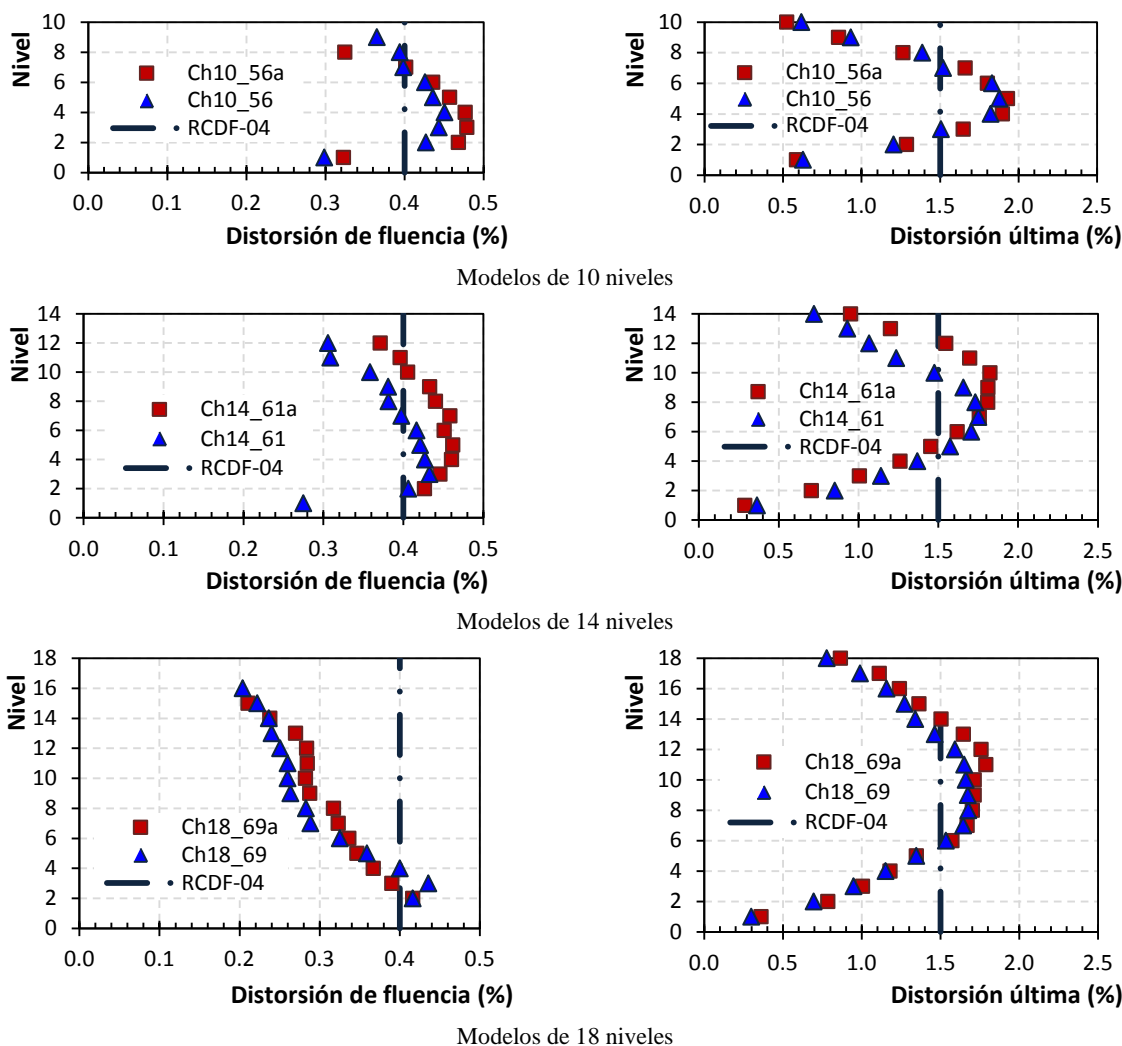 10
8
6
4
2
0
Nivel
Ch10_56a
Ch10_56
RCDF-04
0.0 0.1 0.2 0.3 0.4 0.5
Distorsión de fluencia (%)
10
8
6
4
2
0
Nivel
Ch10_56a
Ch10_56
RCDF-04
0.0 0.5 1.0 1.5 2.0 2.5
Distorsión última (%)
Modelos de 10 niveles
14
12
10
8
6
4
2
0
Nivel
Ch14_61a
Ch14_61
RCDF-04
0.0 0.1 0.2 0.3 0.4 0.5
Distorsión de fluencia (%)
14
12
10
8
6
4
2
0
Nivel
Ch14_61a
Ch14_61
RCDF-04
0.0 0.5 1.0 1.5 2.0 2.5
Distorsión última (%)
Modelos de 14 niveles
18
16
14
12
10
8
6
4
2
0
Nivel
Ch18_69a
Ch18_69
RCDF-04
0.0 0.1 0.2 0.3 0.4 0.5
Distorsión de fluencia (%)
18
16
14
12
10
8
6
4
2
0
Nivel
Ch18_69a
Ch18_69
RCDF-04
0.0 0.5 1.0 1.5 2.0 2.5
Distorsión última (%)
Modelos de 18 niveles